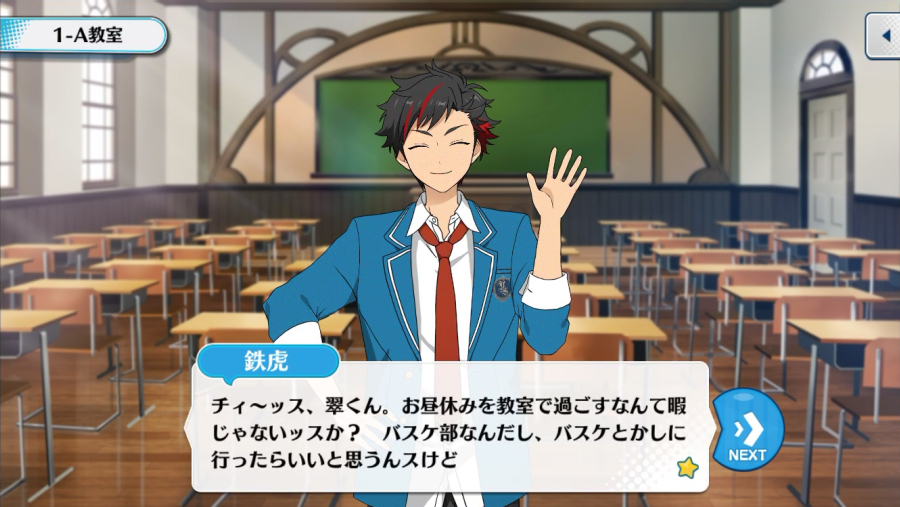 1-A教室
鉄虎
チィ～ッス、翠くん。お昼休みを教室で過ごすなんて暇
じゃないッスか？　バスケ部なんだし、バスケとかしに
行ったらいいと思うんスけど
NEXT